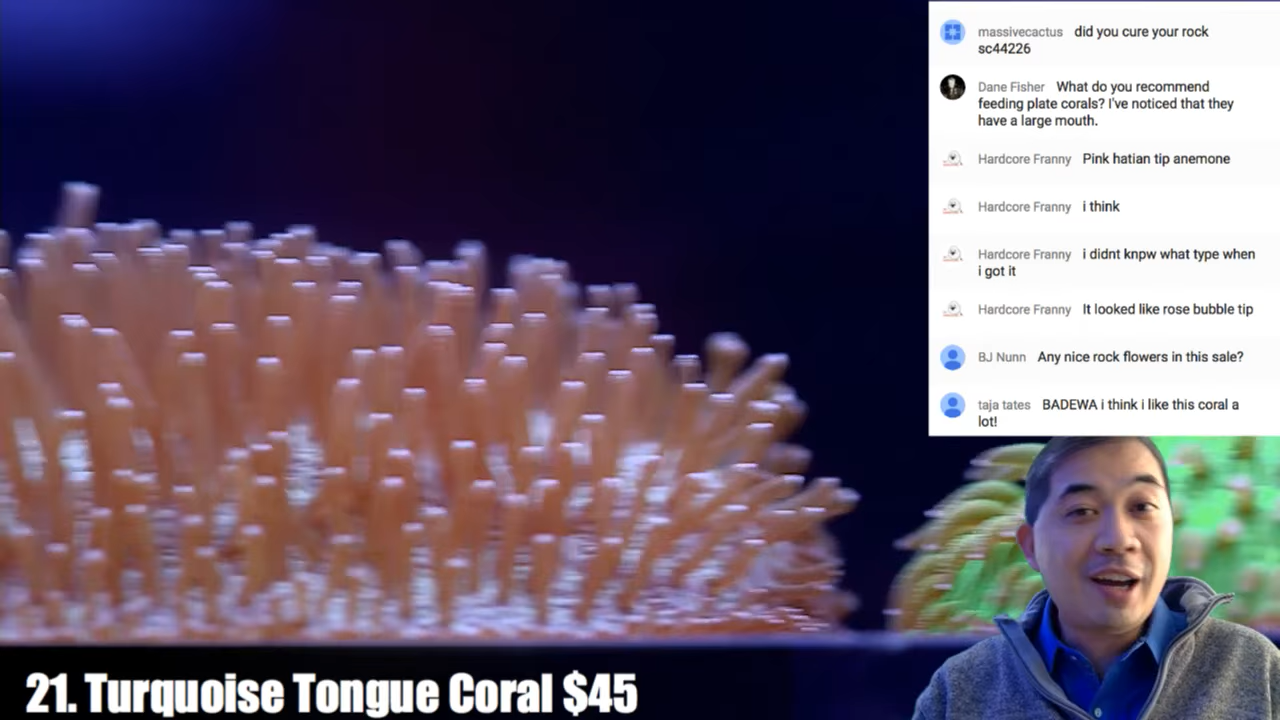 massivecactus did you cure your rock
sc44226
Dane Fisher What do you recommend
feeding plate corals? I've noticed that they
have a large mouth.
Hardcore Franny Pink hatian tip anemone
Hardcore Franny i think
Hardcore Franny i didnt knpw what type when
i got it
Hardcore Franny It looked like rose bubble tip
BJ Nunn Any nice rock flowers in this sale?
taja tates BADEWA i think i like this coral a
lot!
21. Turquoise Tongue Coral $45